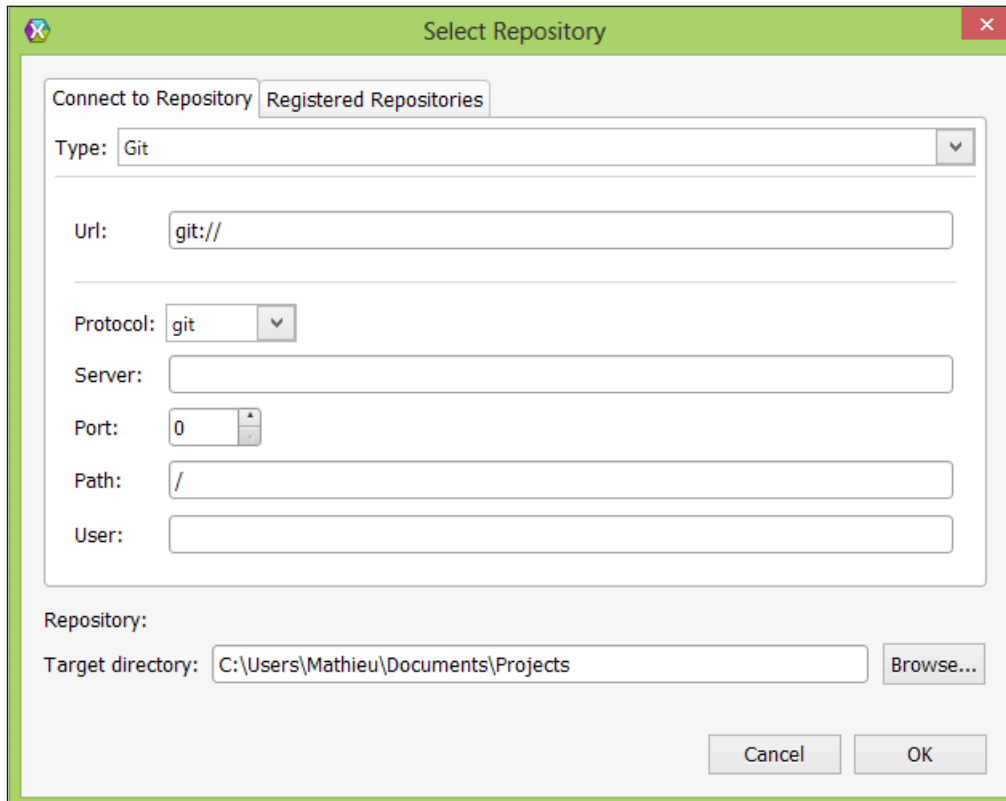 Select Repository
Connect to Repository Registered Repositories
Type: Git
Url: git://
Protocol: git
Server:
Port: 0
Path: /
User:
Repository:
Target directory: C:\Users\Mathieu\Documents\Projects Browse...
Cancel OK